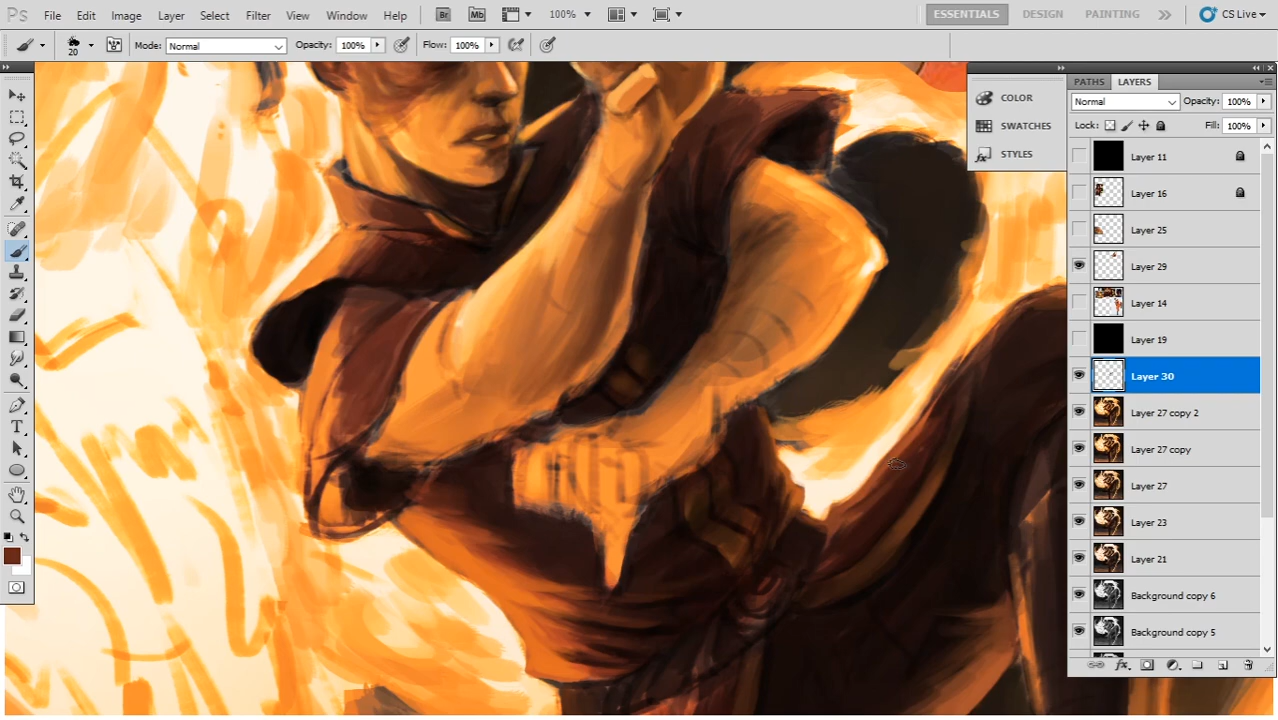 Ps File Edit Image Layer Select Filter View Window Help Br Mb 100% ESSENTIALS DESIGN PAINTING CS Live
20 Mode: Normal Opacity: 100% Flow: 100%
COLOR
SWATCHES
STYLES
PATHS LAYERS
Normal Opacity: 100%
Lock: Fill: 100%
Layer 11
Layer 16
Layer 25
Layer 29
Layer 14
Layer 19
Layer 30
Layer 27 copy 2
Layer 27 copy
Layer 27
Layer 23
Layer 21
Background copy 6
Background copy 5